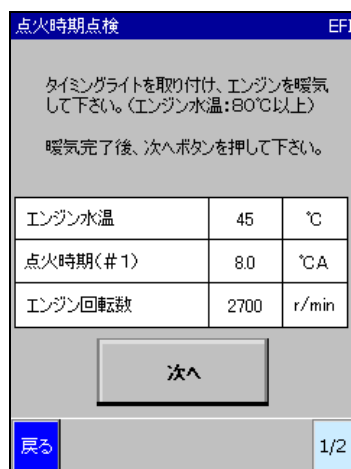 点火時期点検 EFI
タイミングライトを取り付け、エンジンを暖気
して下さい。(エンジン水温:80℃以上)
暖気完了後、次へボタンを押して下さい。
エンジン水温 45 ℃
点火時期(#1) 8.0 ℃A
エンジン回転数 2700 r/min
次へ
戻る 1/2